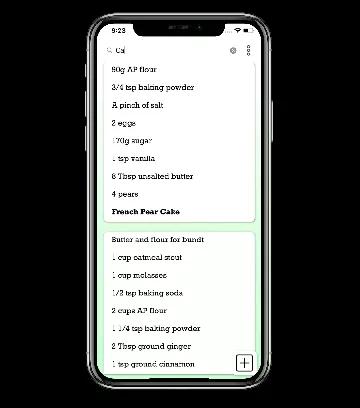 9:23
Ca
90g AP flour
3/4 tsp baking powder
A pinch of salt
2 eggs
170g sugar
1 tsp vanilla
8 Tbsp unsalted butter
4 pears
French Pear Cake
Butter and flour for bundt
1 cup oatmeal stout
1 cup molasses
1/2 tsp baking soda
2 cups AP flour
1 1/4 tsp baking powder
2 Tbsp ground ginger
1 tsp ground cinnamon